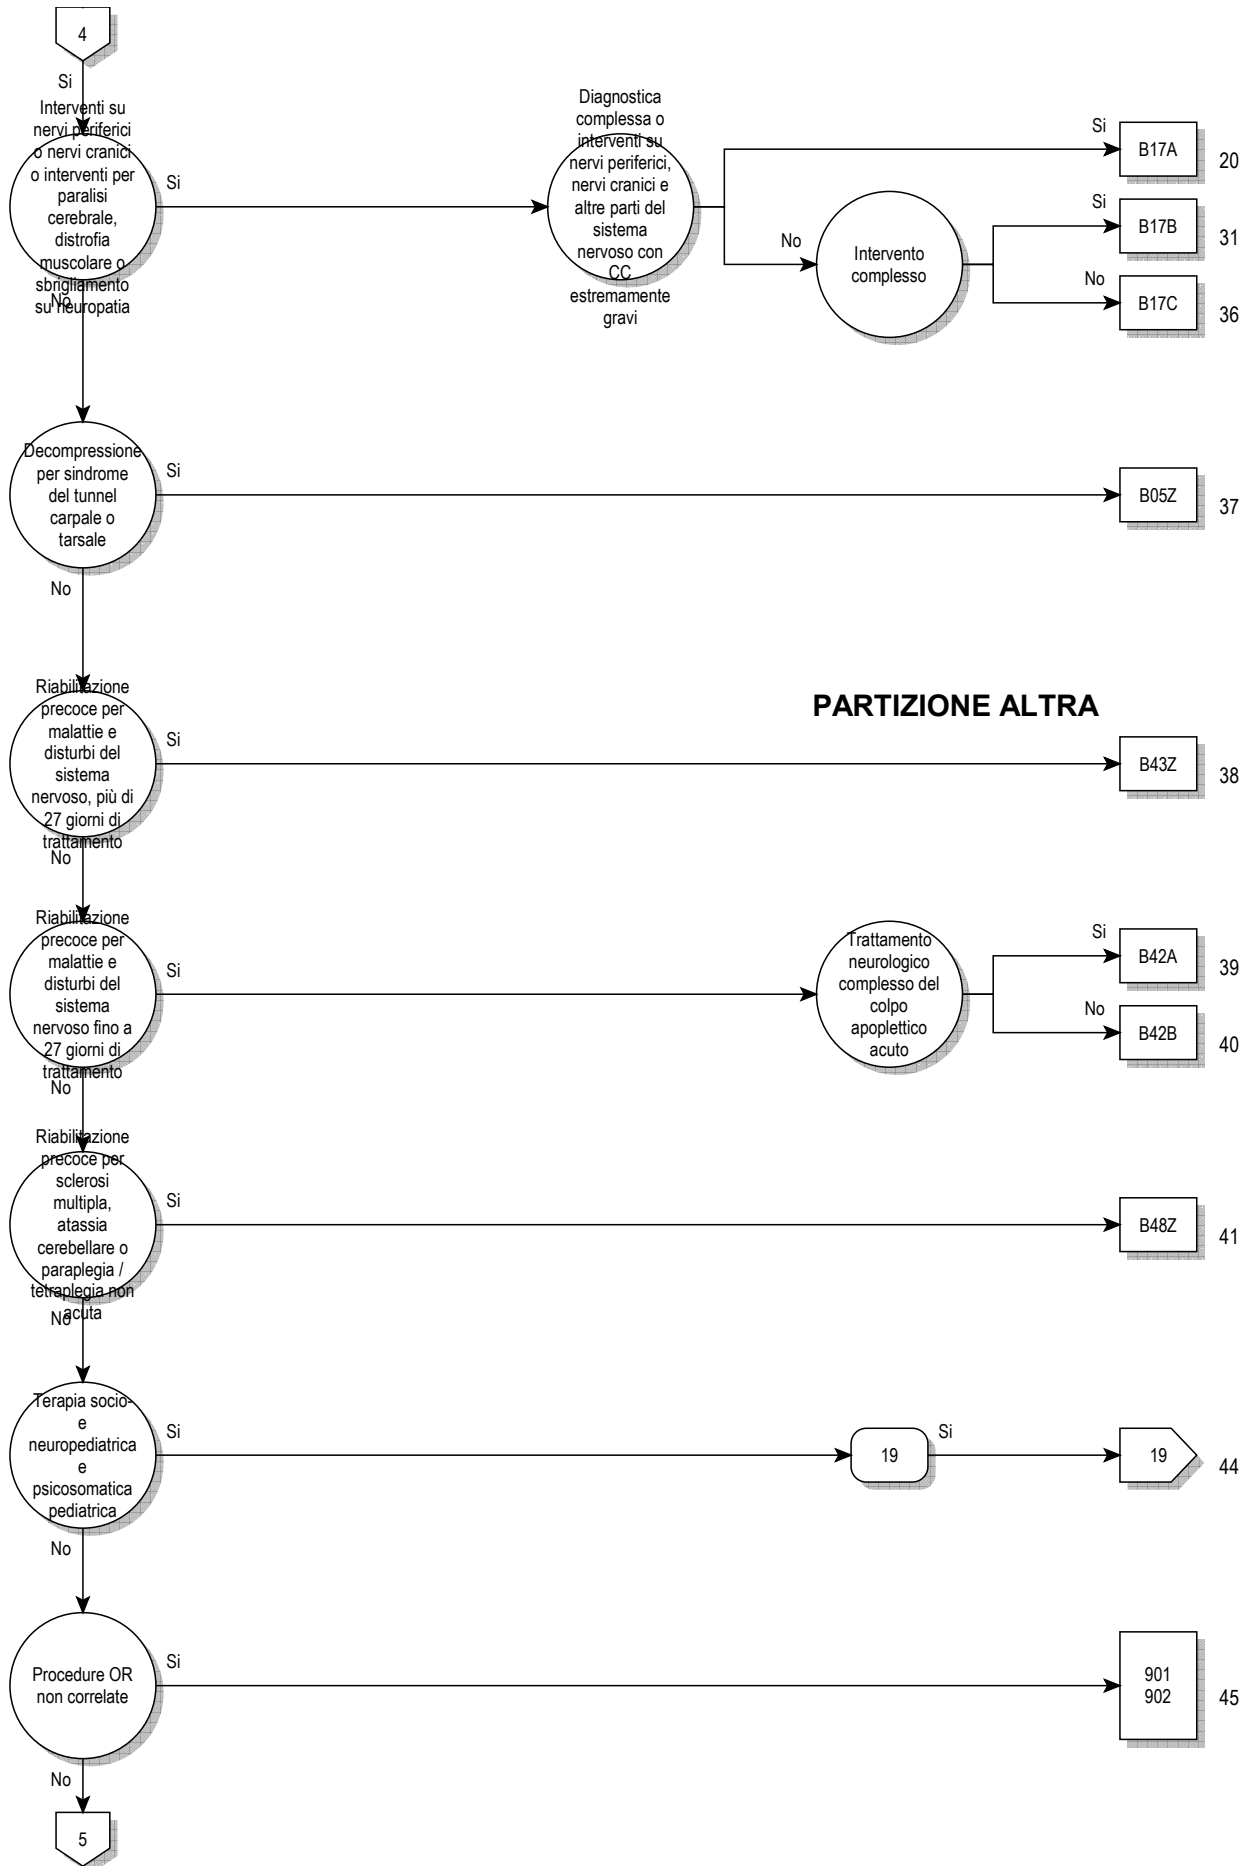 4
Si
Interventi su
nervi periferici
o nervi cranici
o interventi per
paralisi
cerebrale,
distrofia
muscolare o
sbrigliamento
su neuropatia
Si
No
Diagnostica
complessa o
interventi su
nervi periferici,
nervi cranici e
altre parti del
sistema
nervoso con
CC
estremamente
gravi
Si
B17A
20
No
Intervento
complesso
Si
B17B
31
No
B17C
36
Decompressione
per sindrome
del tunnel
carpale o
tarsale
Si
B05Z
37
No
PARTIZIONE ALTRA
Riabilitazione
precoce per
malattie e
disturbi del
sistema
nervoso, più di
27 giorni di
trattamento
Si
B43Z
38
No
Riabilitazione
precoce per
malattie e
disturbi del
sistema
nervoso fino a
27 giorni di
trattamento
Si
Trattamento
neurologico
complesso del
colpo
apoplettico
acuto
Si
B42A
39
No
B42B
40
No
Riabilitazione
precoce per
sclerosi
multipla,
atassia
cerebellare o
paraplegia /
tetraplegia non
acuta
Si
B48Z
41
No
Terapia socio-
e
neuropediatrica
e
psicosomatica
pediatrica
Si
19
Si
19
44
No
Procedure OR
non correlate
Si
901
902
45
No
5